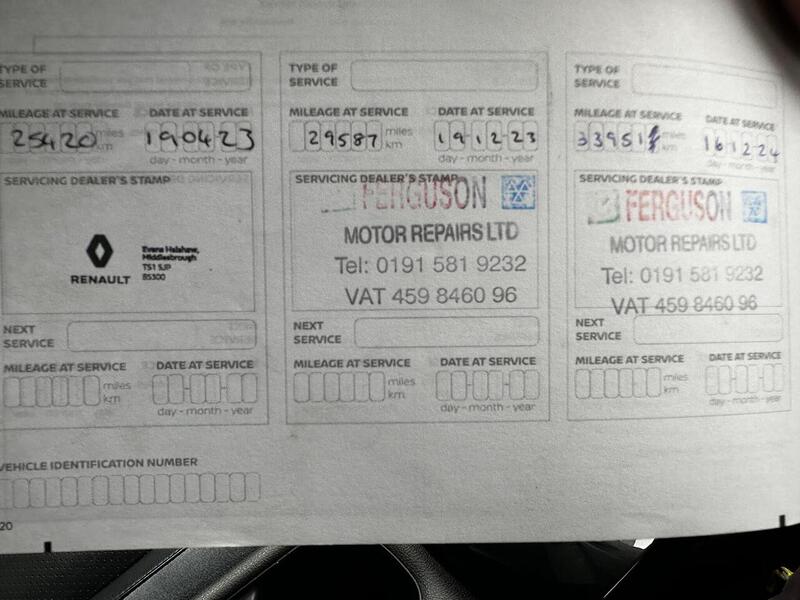 TYPE OF
SERVICE
MILEAGE AT SERVICE DATE AT SERVICE
25420 miles 190423
km day - month - year
SERVICING DEALER'S STAMP
RENAULT
Evans Halshaw,
Middlesbrough
TS1 5JP
85300
NEXT
SERVICE
MILEAGE AT SERVICE DATE AT SERVICE
miles
km day - month - year
VEHICLE IDENTIFICATION NUMBER
20
TYPE OF
SERVICE
MILEAGE AT SERVICE DATE AT SERVICE
29587 miles 191223
km day - month - year
SERVICING DEALER'S STAMP
FERGUSON
MOTOR REPAIRS LTD
Tel: 0191 581 9232
VAT 459 8460 96
NEXT
SERVICE
MILEAGE AT SERVICE DATE AT SERVICE
miles
km day - month - year
TYPE OF
SERVICE
MILEAGE AT SERVICE DATE AT SERVICE
33951 miles 161224
km day - month - year
SERVICING DEALER'S STAMP
FERGUSON
MOTOR REPAIRS LTD
Tel: 0191 581 9232
VAT 459 8460 96
NEXT
SERVICE
MILEAGE AT SERVICE DATE AT SERVICE
miles
km day - month - year